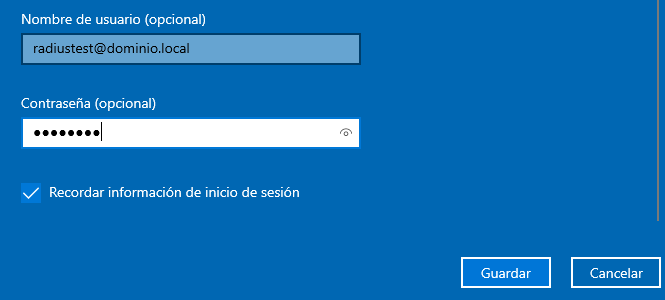 Nombre de usuario (opcional)
radiustest@dominio.local
Contraseña (opcional)
●●●●●●●●
Recordar información de inicio de sesión
Guardar
Cancelar